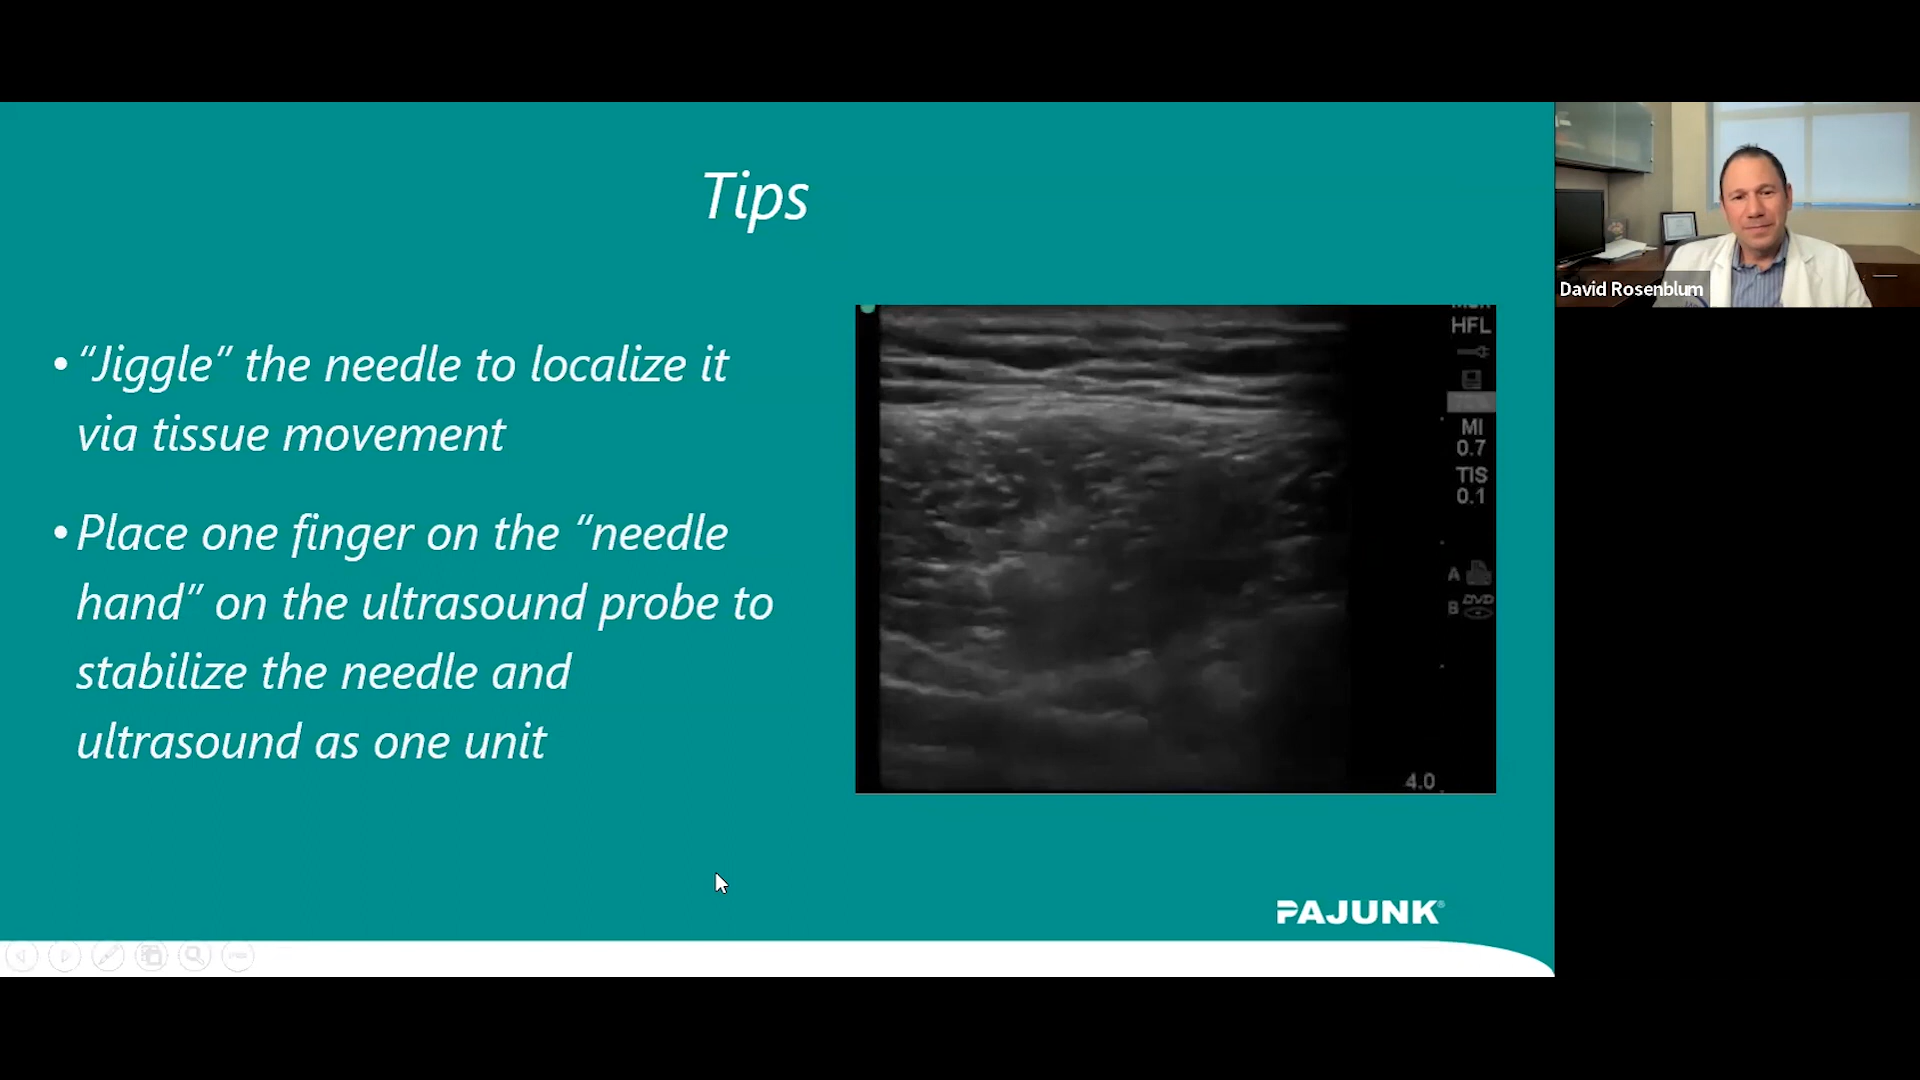 Tips
• “Jiggle” the needle to localize it
via tissue movement
• Place one finger on the “needle
hand” on the ultrasound probe to
stabilize the needle and
ultrasound as one unit
HFL
MI
0.7
TIS
0.1
A
B DVD
4.0
PAJUNK®
David Rosenblum